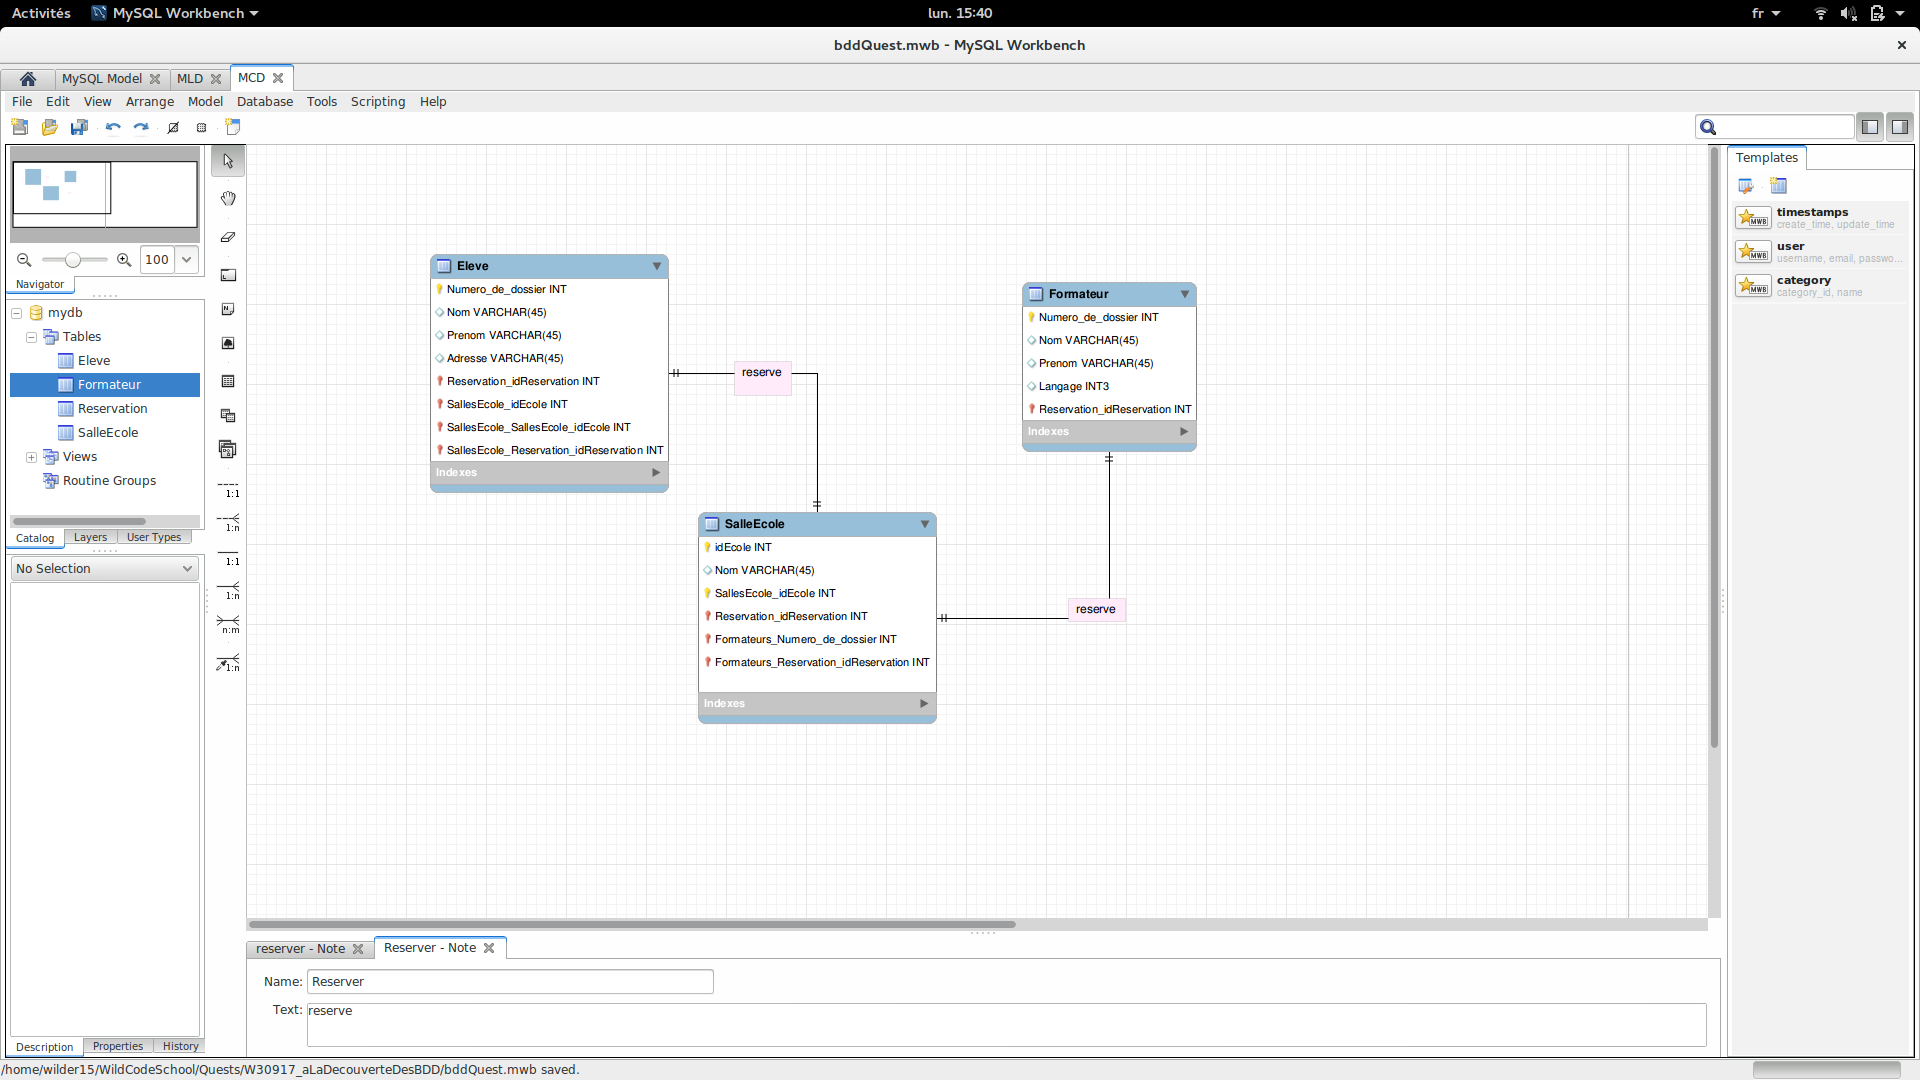 Activités
MySQL Workbench
lun. 15:40
fr
bddQuest.mwb - MySQL Workbench
MySQL Model
MLD
MCD
File Edit View Arrange Model Database Tools Scripting Help
100
Navigator
mydb
Tables
Eleve
Formateur
Reservation
SalleEcole
Views
Routine Groups
Catalog
Layers
User Types
No Selection
Description
Properties
History
1:1
1:n
1:1
1:n
n:m
1:n
Eleve
Numero_de_dossier INT
Nom VARCHAR(45)
Prenom VARCHAR(45)
Adresse VARCHAR(45)
Reservation_idReservation INT
SallesEcole_idEcole INT
SallesEcole_SallesEcole_idEcole INT
SallesEcole_Reservation_idReservation INT
Indexes
reserve
Formateur
Numero_de_dossier INT
Nom VARCHAR(45)
Prenom VARCHAR(45)
Langage INT3
Reservation_idReservation INT
Indexes
SalleEcole
idEcole INT
Nom VARCHAR(45)
SallesEcole_idEcole INT
Reservation_idReservation INT
Formateurs_Numero_de_dossier INT
Formateurs_Reservation_idReservation INT
Indexes
reserve
Templates
MWB
timestamps
create_time, update_time
MWB
user
username, email, passwo...
MWB
category
category_id, name
reserver - Note
Reserver - Note
Name: Reserver
Text: reserve
/home/wilder15/WildCodeSchool/Quests/W30917_aLaDecouverteDesBDD/bddQuest.mwb saved.